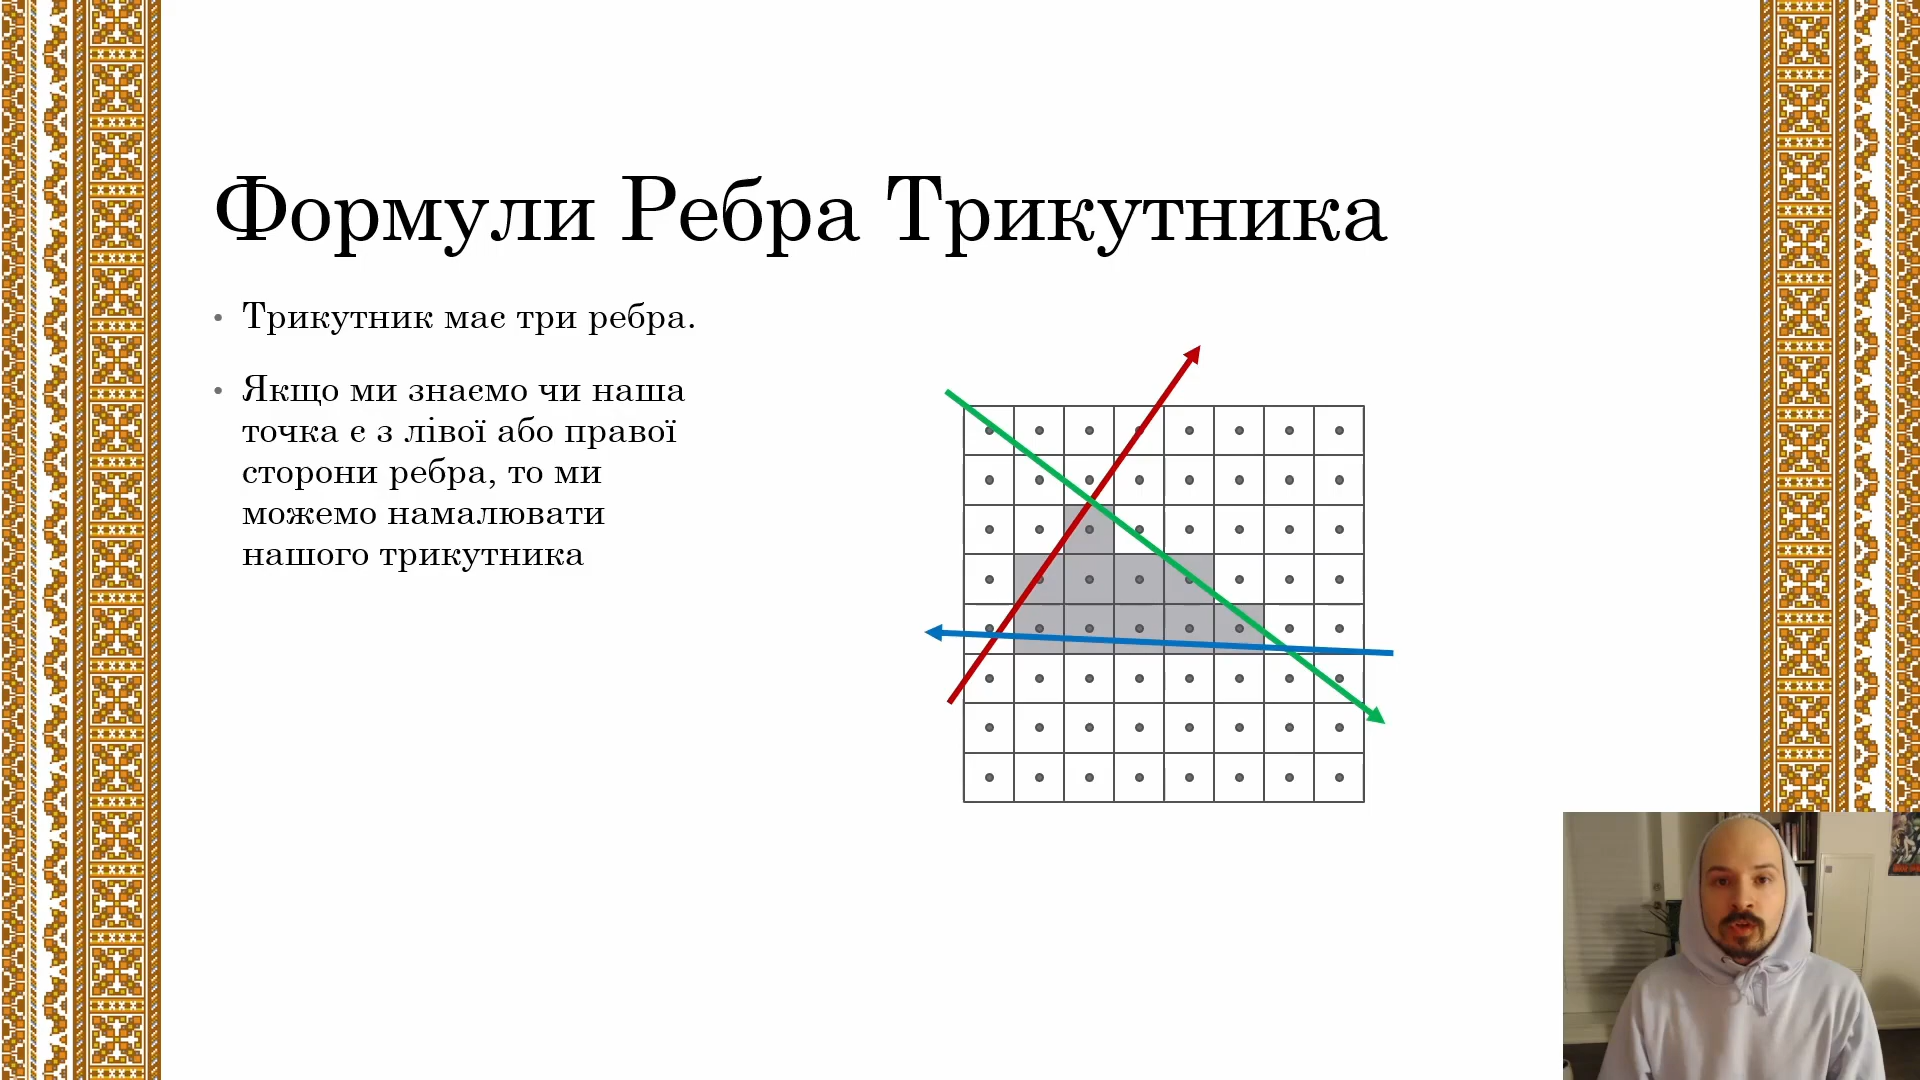 Формули Ребра Трикутника
• Трикутник має три ребра.
• Якщо ми знаємо чи наша
точка є з лівої або правої
сторони ребра, то ми
можемо намалювати
нашого трикутника